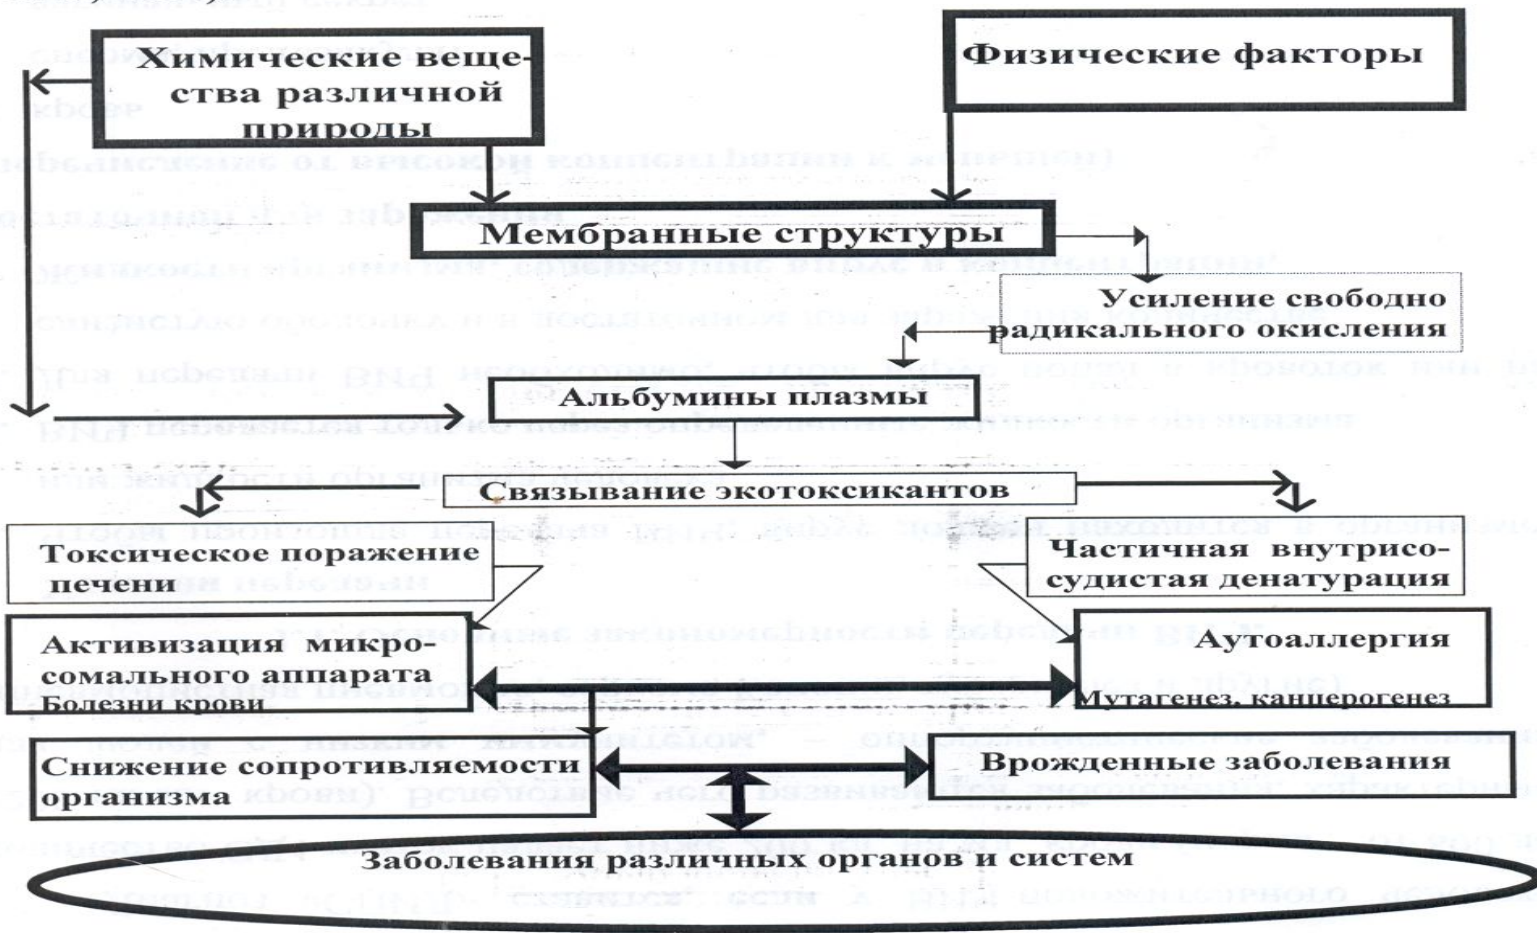 Химические веще-
ства различной
природы
Физические факторы
Мембранные структуры
Усиление свободно
радикального окисления
Альбумины плазмы
Связывание экотоксикантов
Токсическое поражение
печени
Частичная внутрисо-
судистая денатурация
Активизация микро-
сомального аппарата
Болезни крови
Аутоаллергия
Мутагенез, канцерогенез
Снижение сопротивляемости
организма
Врожденные заболевания
Заболевания различных органов и систем